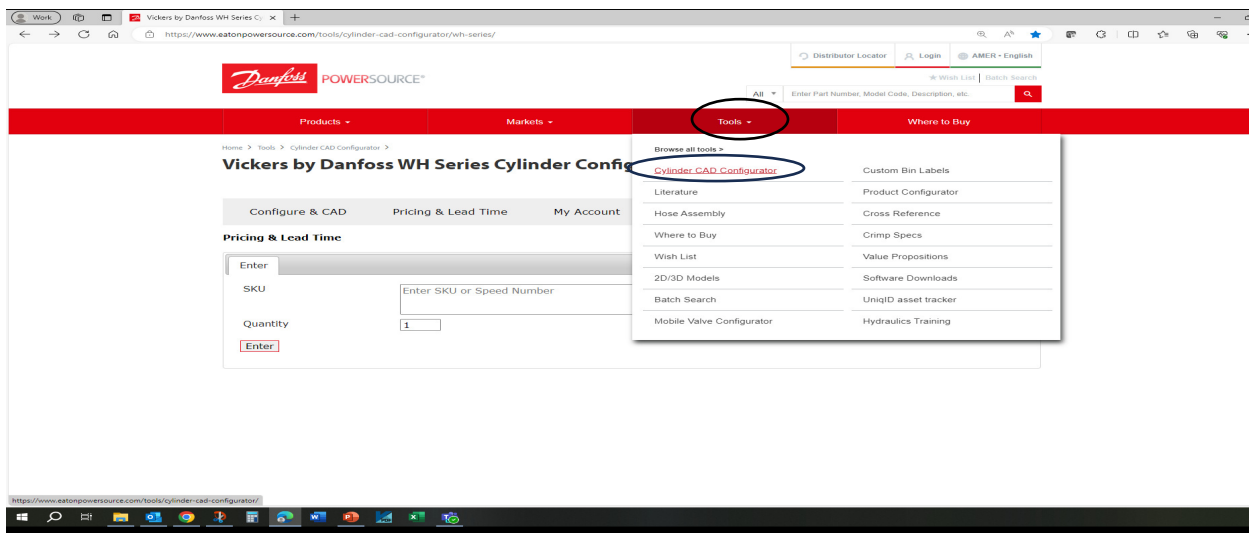 Work
Vickers by Danfoss WH Series Cy
https://www.eatonpowersource.com/tools/cylinder-cad-configurator/wh-series/
Distributor Locator Login AMER - English
Danfoss POWERSOURCE®
Wish List Batch Search
All Enter Part Number, Model Code, Description, etc.
Products Markets Tools Where to Buy
Home > Tools > Cylinder CAD Configurator >
Vickers by Danfoss WH Series Cylinder Config
Browse all tools >
Cylinder CAD Configurator Custom Bin Labels
Literature Product Configurator
Hose Assembly Cross Reference
Where to Buy Crimp Specs
Wish List Value Propositions
2D/3D Models Software Downloads
Batch Search UniqID asset tracker
Mobile Valve Configurator Hydraulics Training
Configure & CAD Pricing & Lead Time My Account
Pricing & Lead Time
Enter
SKU Enter SKU or Speed Number
Quantity 1
Enter
https://www.eatonpowersource.com/tools/cylinder-cad-configurator/